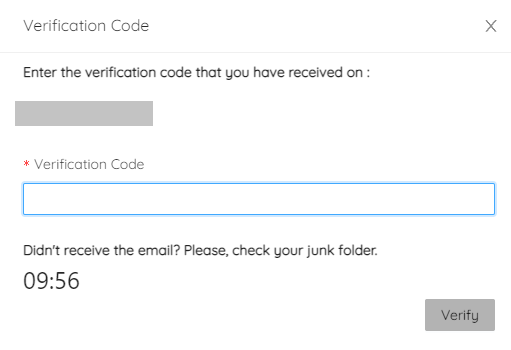 Verification Code
Enter the verification code that you have received on :
* Verification Code
Didn't receive the email? Please, check your junk folder.
09:56
Verify